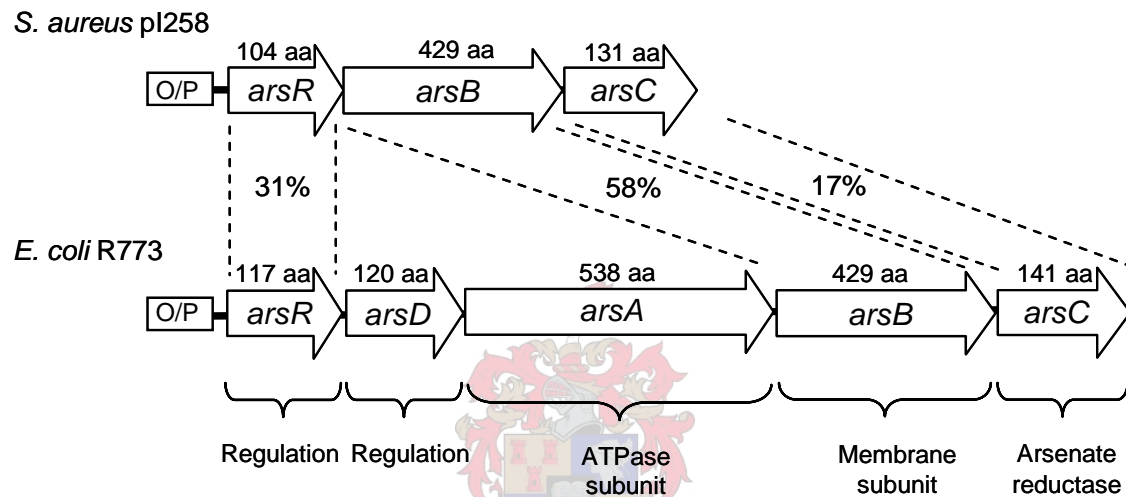 S. aureus pI258
104 aa 429 aa 131 aa
O/P arsR arsB arsC
31% 58% 17%
E. coli R773
117 aa 120 aa 538 aa 429 aa 141 aa
O/P arsR arsD arsA arsB arsC
Regulation Regulation ATPase Membrane Arsenate
subunit subunit reductase